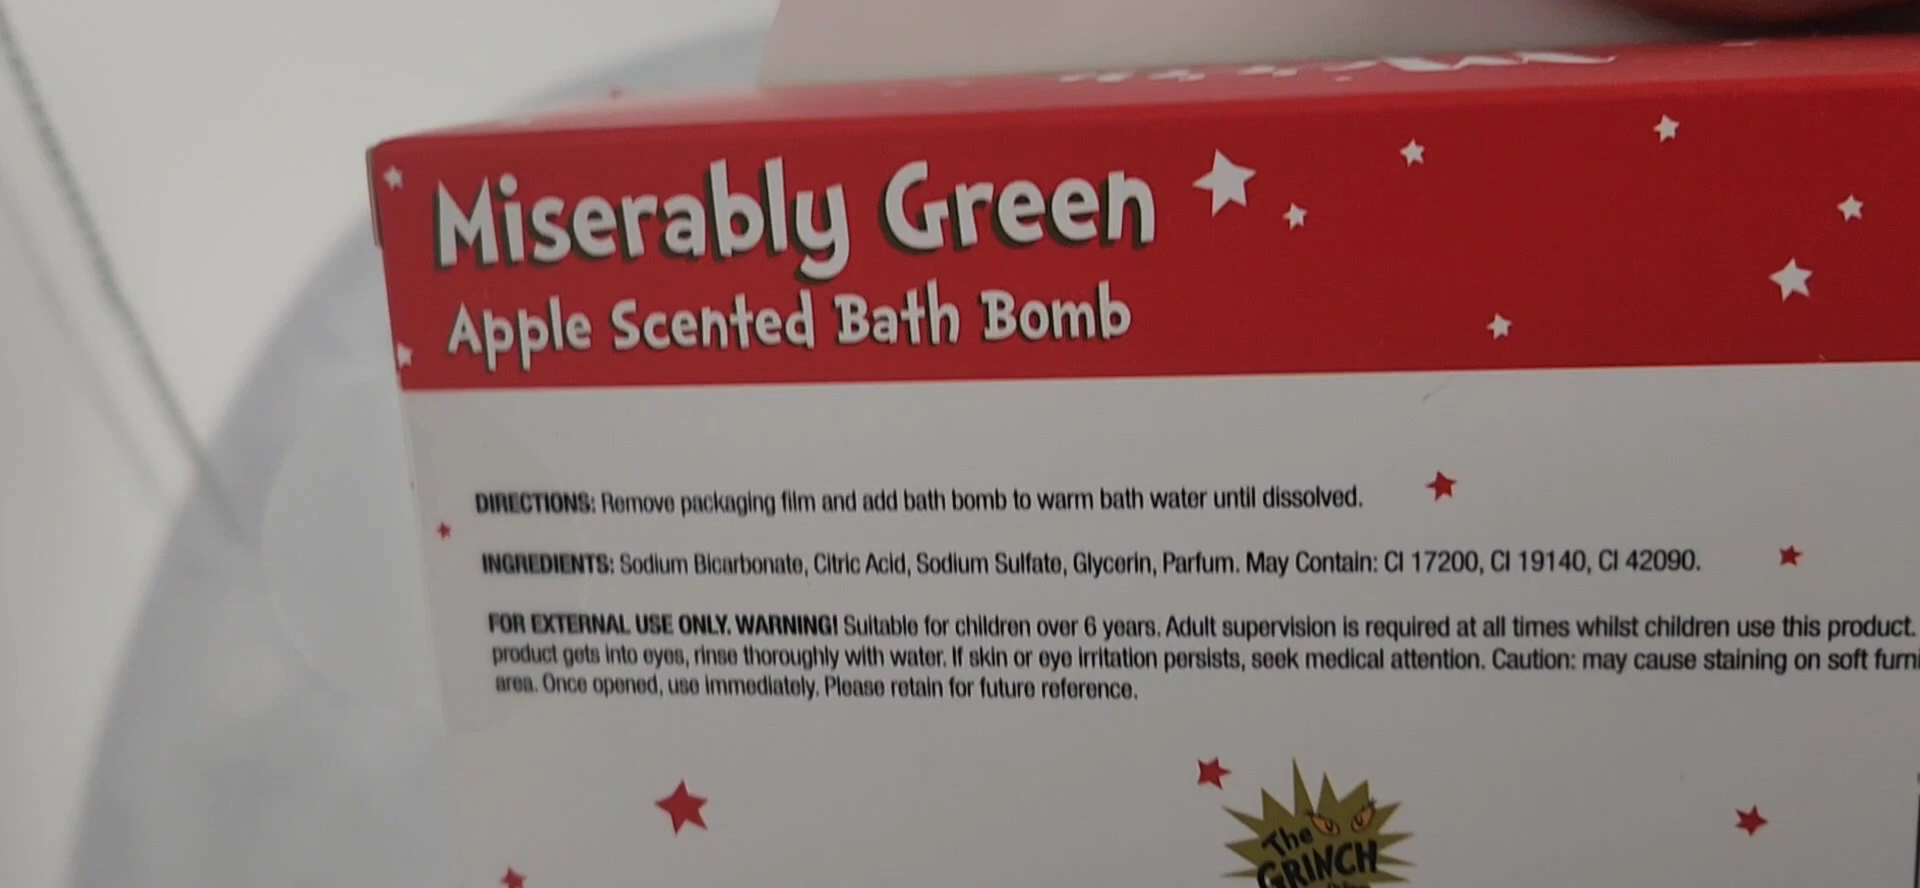 Miserably Green
Apple Scented Bath Bomb
DIRECTIONS: Remove packaging film and add bath bomb to warm bath water until dissolved.
INGREDIENTS: Sodium Bicarbonate, Citric Acid, Sodium Sulfate, Glycerin, Parfum. May Contain: CI 17200, CI 19140, CI 42090.
FOR EXTERNAL USE ONLY. WARNING! Suitable for children over 6 years. Adult supervision is required at all times whilst children use this product.
product gets into eyes, rinse thoroughly with water. If skin or eye irritation persists, seek medical attention. Caution: may cause staining on soft furni
area. Once opened, use immediately. Please retain for future reference.
The
GRINCH